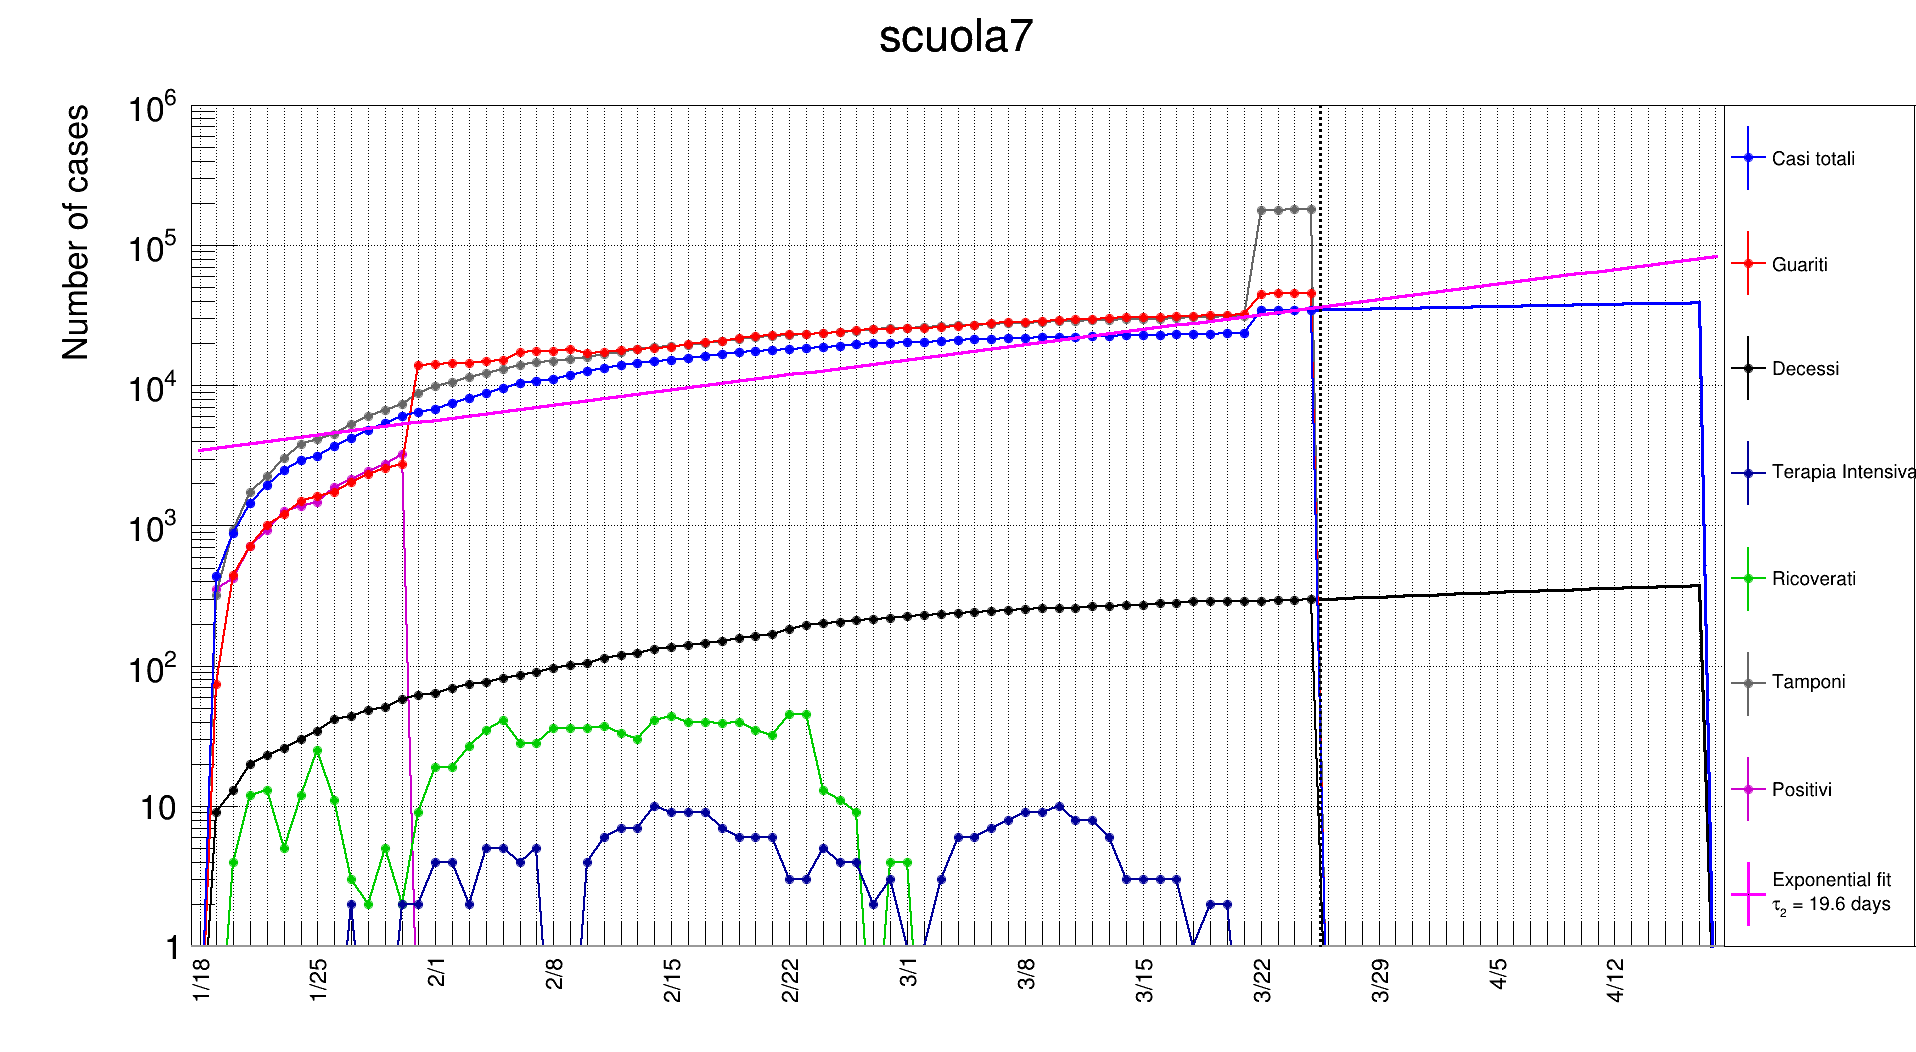 scuola7
Number of cases
10^6
10^5
10^4
10^3
10^2
10
1
1/18
1/25
2/1
2/8
2/15
2/22
3/1
3/8
3/15
3/22
3/29
4/5
4/12
Casi totali
Guariti
Decessi
Terapia Intensiva
Ricoverati
Tamponi
Positivi
Exponential fit
τ_2 = 19.6 days